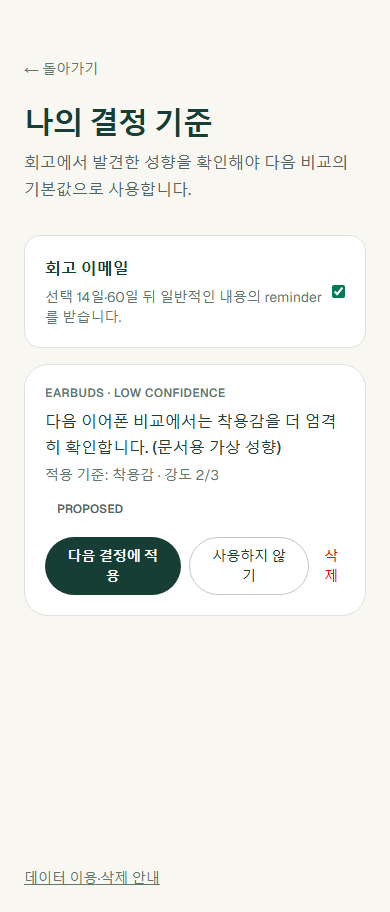 ← 돌아가기
나의 결정 기준
회고에서 발견한 성향을 확인해야 다음 비교의
기본값으로 사용합니다.
회고 이메일
선택 14일·60일 뒤 일반적인 내용의 reminder
를 받습니다.
EARBUDS · LOW CONFIDENCE
다음 이어폰 비교에서는 착용감을 더 엄격
히 확인합니다. (문서용 가상 성향)
적용 기준: 착용감 · 강도 2/3
PROPOSED
다음 결정에 적
용
사용하지 않
기
삭
제
데이터 이용·삭제 안내